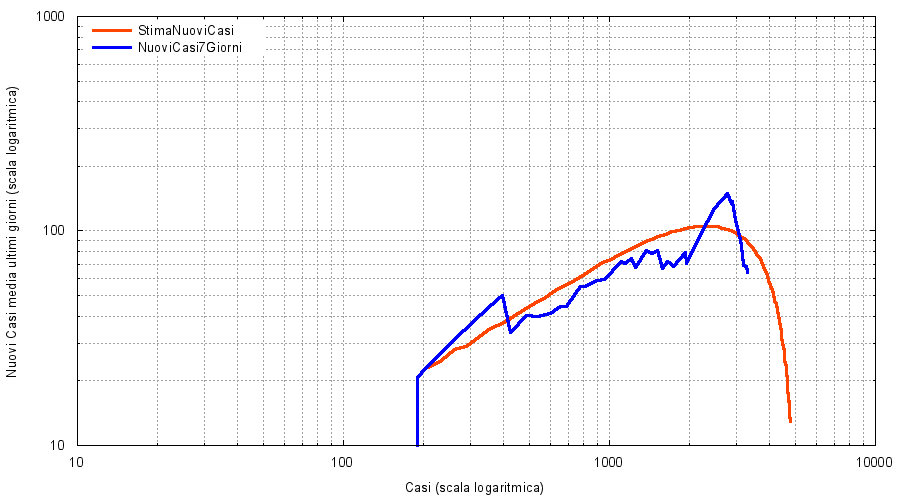 1000
StimaNuoviCasi
NuoviCasi7Giorni
Nuovi Casi media ultimi giorni (scala logaritmica)
100
10
10
100
1000
10000
Casi (scala logaritmica)